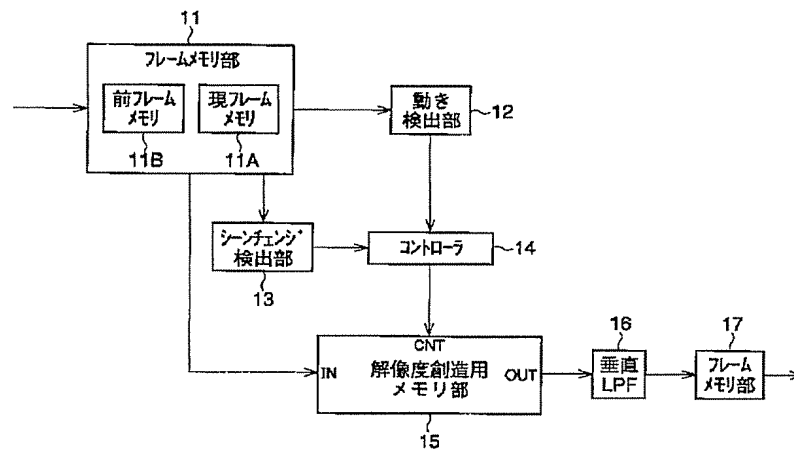 11
フレームメモリ部
前フレーム
メモリ
現フレーム
メモリ
11B
11A
動き
検出部
12
シーンチェンジ
検出部
13
コントローラ
14
CNT
IN
解像度創造用
メモリ部
OUT
15
16
垂直
LPF
17
フレーム
メモリ部